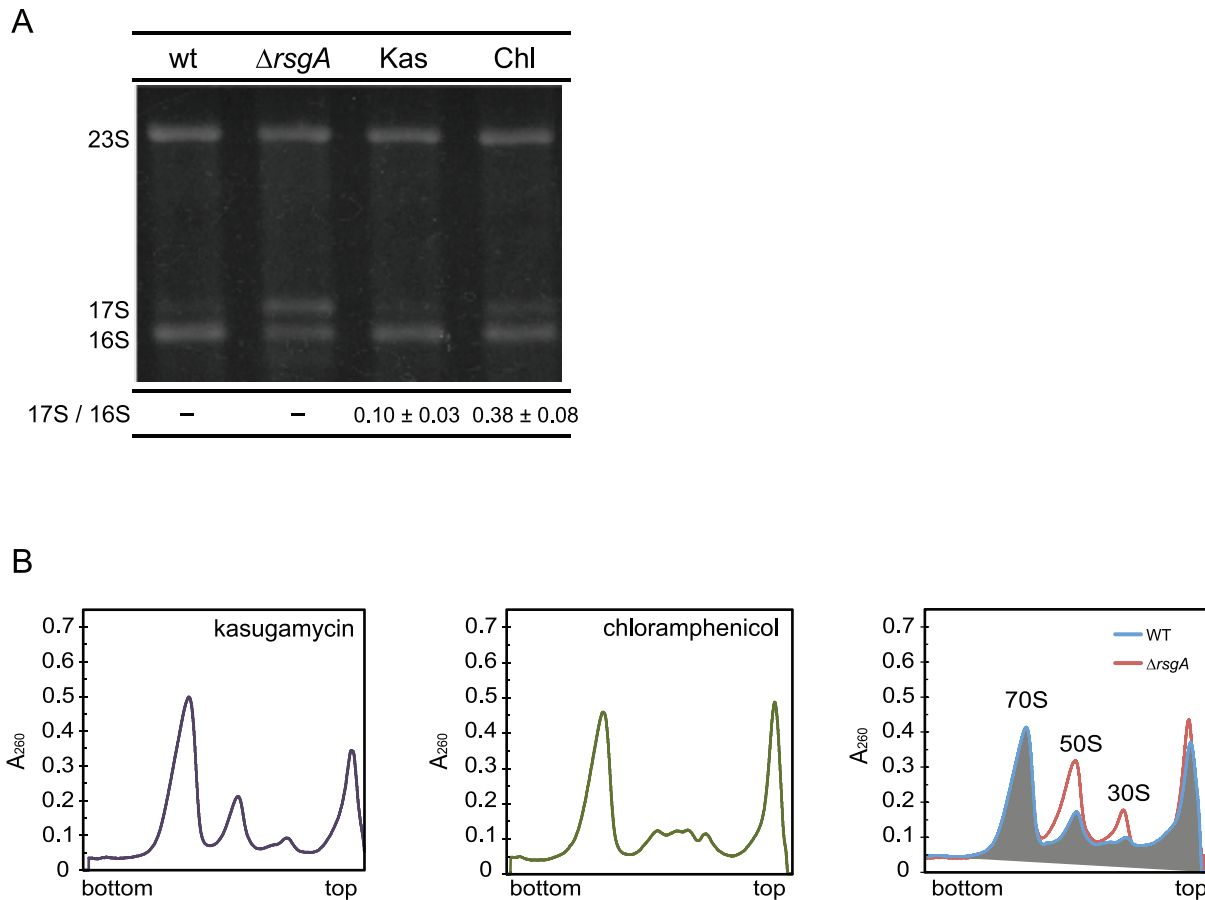 A
wt ΔrsgA Kas Chl
23S
17S
16S
17S / 16S – – 0.10 ± 0.03 0.38 ± 0.08
B
kasugamycin
0.7
0.6
0.5
0.4
0.3
0.2
0.1
0
A260
bottom top
chloramphenicol
0.7
0.6
0.5
0.4
0.3
0.2
0.1
0
A260
bottom top
WT
ΔrsgA
70S
50S
30S
0.7
0.6
0.5
0.4
0.3
0.2
0.1
0
A260
bottom top